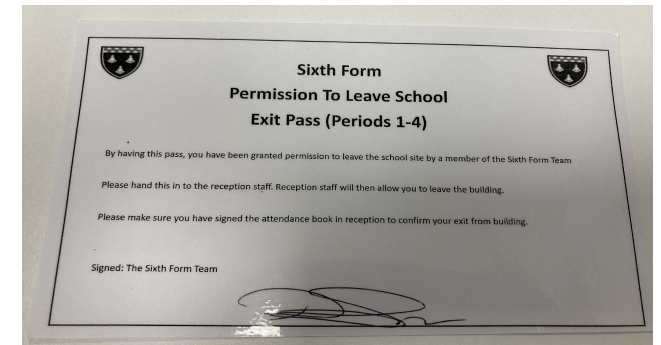 Sixth Form
Permission To Leave School
Exit Pass (Periods 1-4)
By having this pass, you have been granted permission to leave the school site by a member of the Sixth Form Team
Please hand this in to the reception staff. Reception staff will then allow you to leave the building.
Please make sure you have signed the attendance book in reception to confirm your exit from building.
Signed: The Sixth Form Team